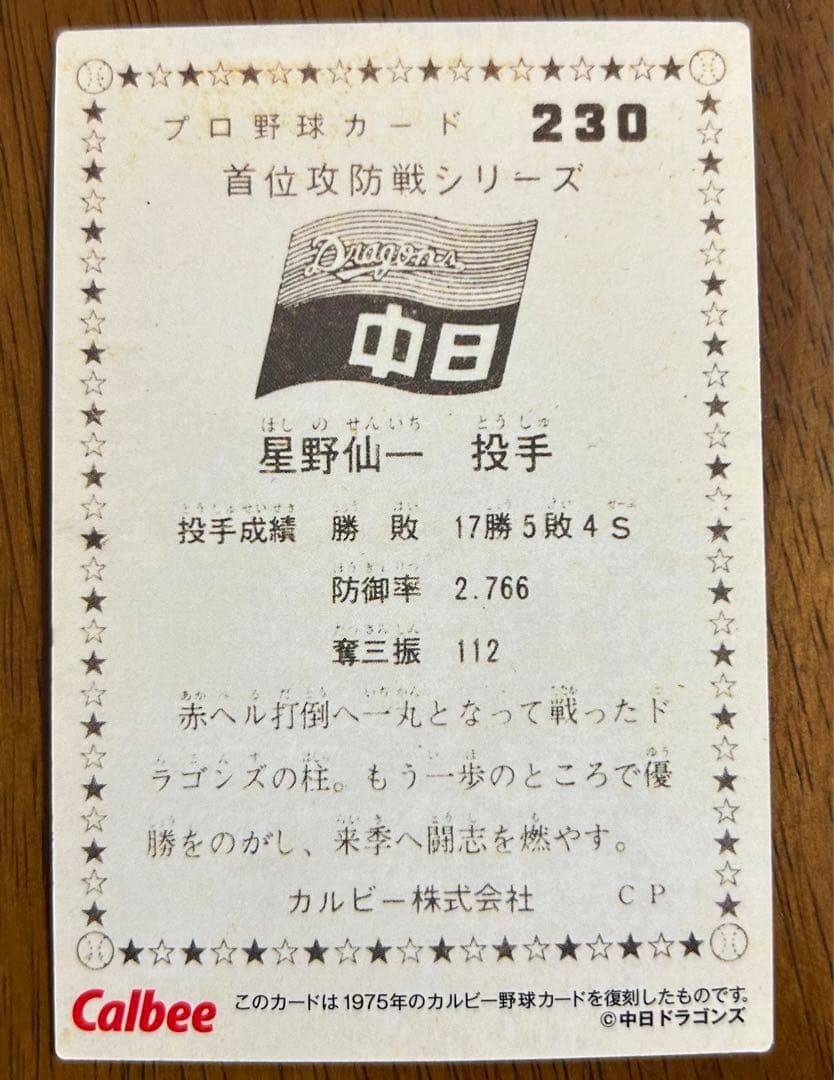 プロ野球カード 230
首位攻防戦シリーズ
Dragons
中日
ほしの せんいち とうしゅ
星野仙一 投手
投手成績 勝敗 17勝5敗4S
防御率 2.766
奪三振 112
赤ヘル打倒へ一丸となって戦ったド
ラゴンズの柱。もう一歩のところで優
勝をのがし、来季へ闘志を燃やす。
カルビー株式会社 CP
Calbee
このカードは1975年のカルビー野球カードを復刻したものです。
©中日ドラゴンズ